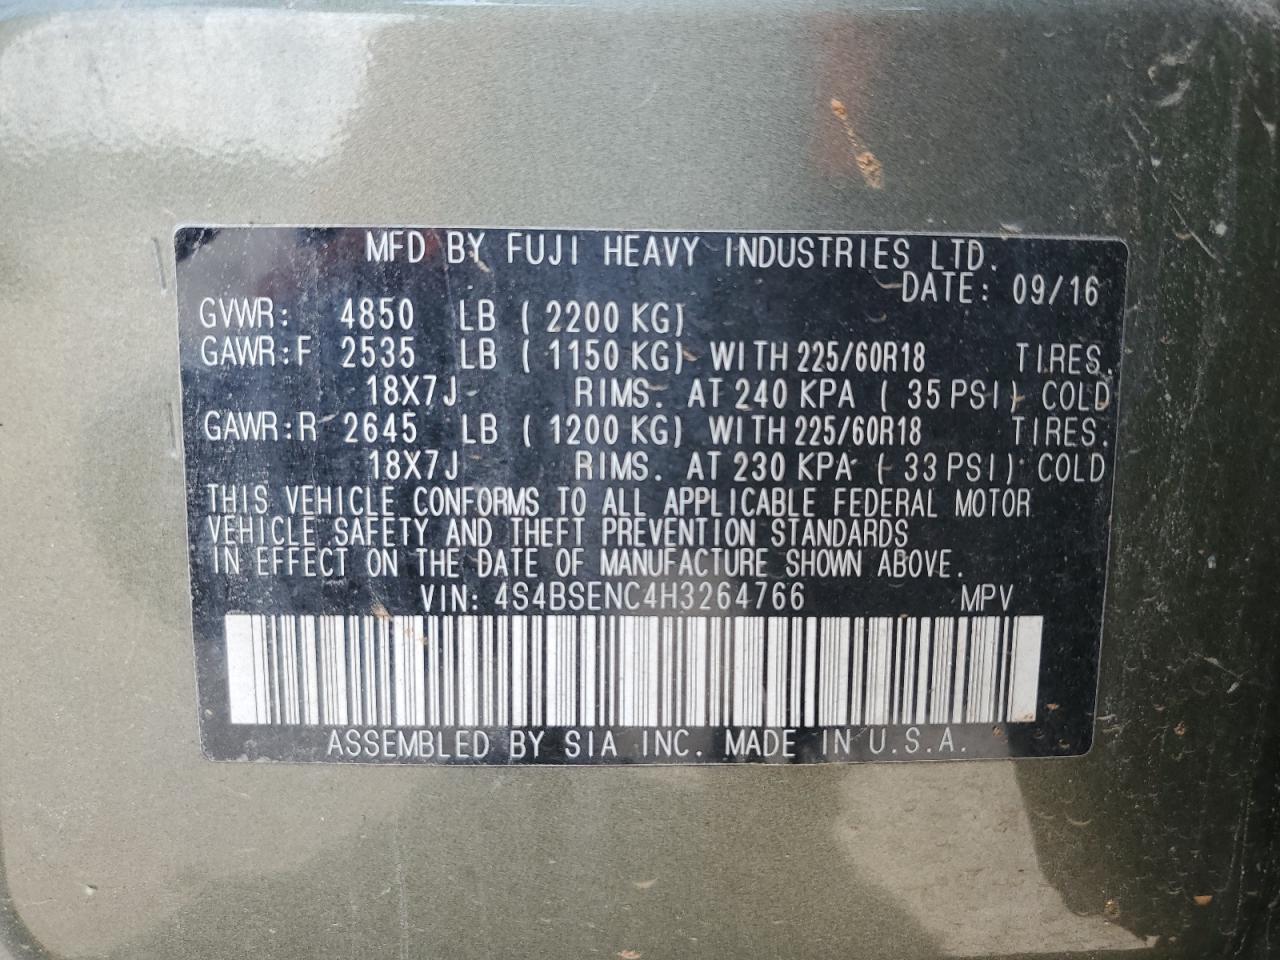 MFD BY FUJI HEAVY INDUSTRIES LTD.
DATE: 09/16
GVWR: 4850 LB ( 2200 KG)
GAWR:F 2535 LB ( 1150 KG) WITH 225/60R18 TIRES.
18X7J RIMS. AT 240 KPA ( 35 PSI) COLD
GAWR:R 2645 LB ( 1200 KG) WITH 225/60R18 TIRES.
18X7J RIMS. AT 230 KPA ( 33 PSI) COLD
THIS VEHICLE CONFORMS TO ALL APPLICABLE FEDERAL MOTOR
VEHICLE SAFETY AND THEFT PREVENTION STANDARDS
IN EFFECT ON THE DATE OF MANUFACTURE SHOWN ABOVE.
VIN: 4S4BSENC4H3264766 MPV
ASSEMBLED BY SIA INC. MADE IN U.S.A.